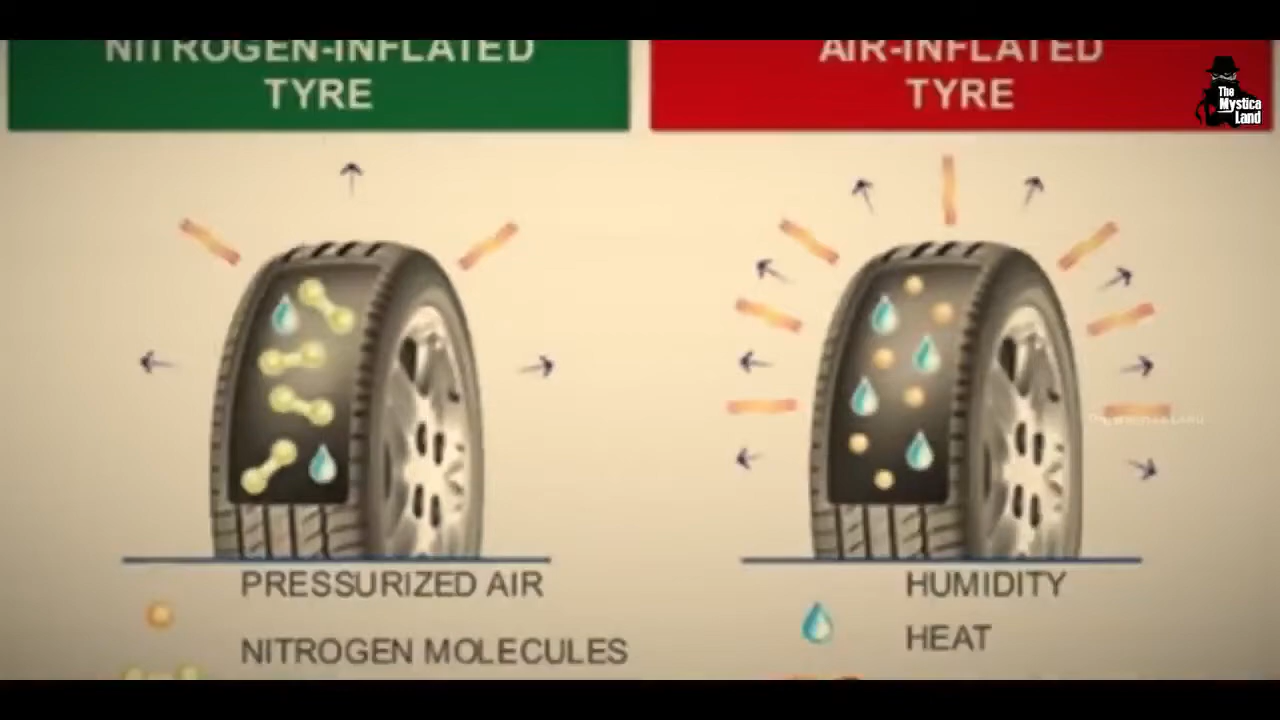 NITROGEN-INFLATED
TYRE
AIR-INFLATED
TYRE
The
Mystica
Land
PRESSURIZED AIR
NITROGEN MOLECULES
HUMIDITY
HEAT